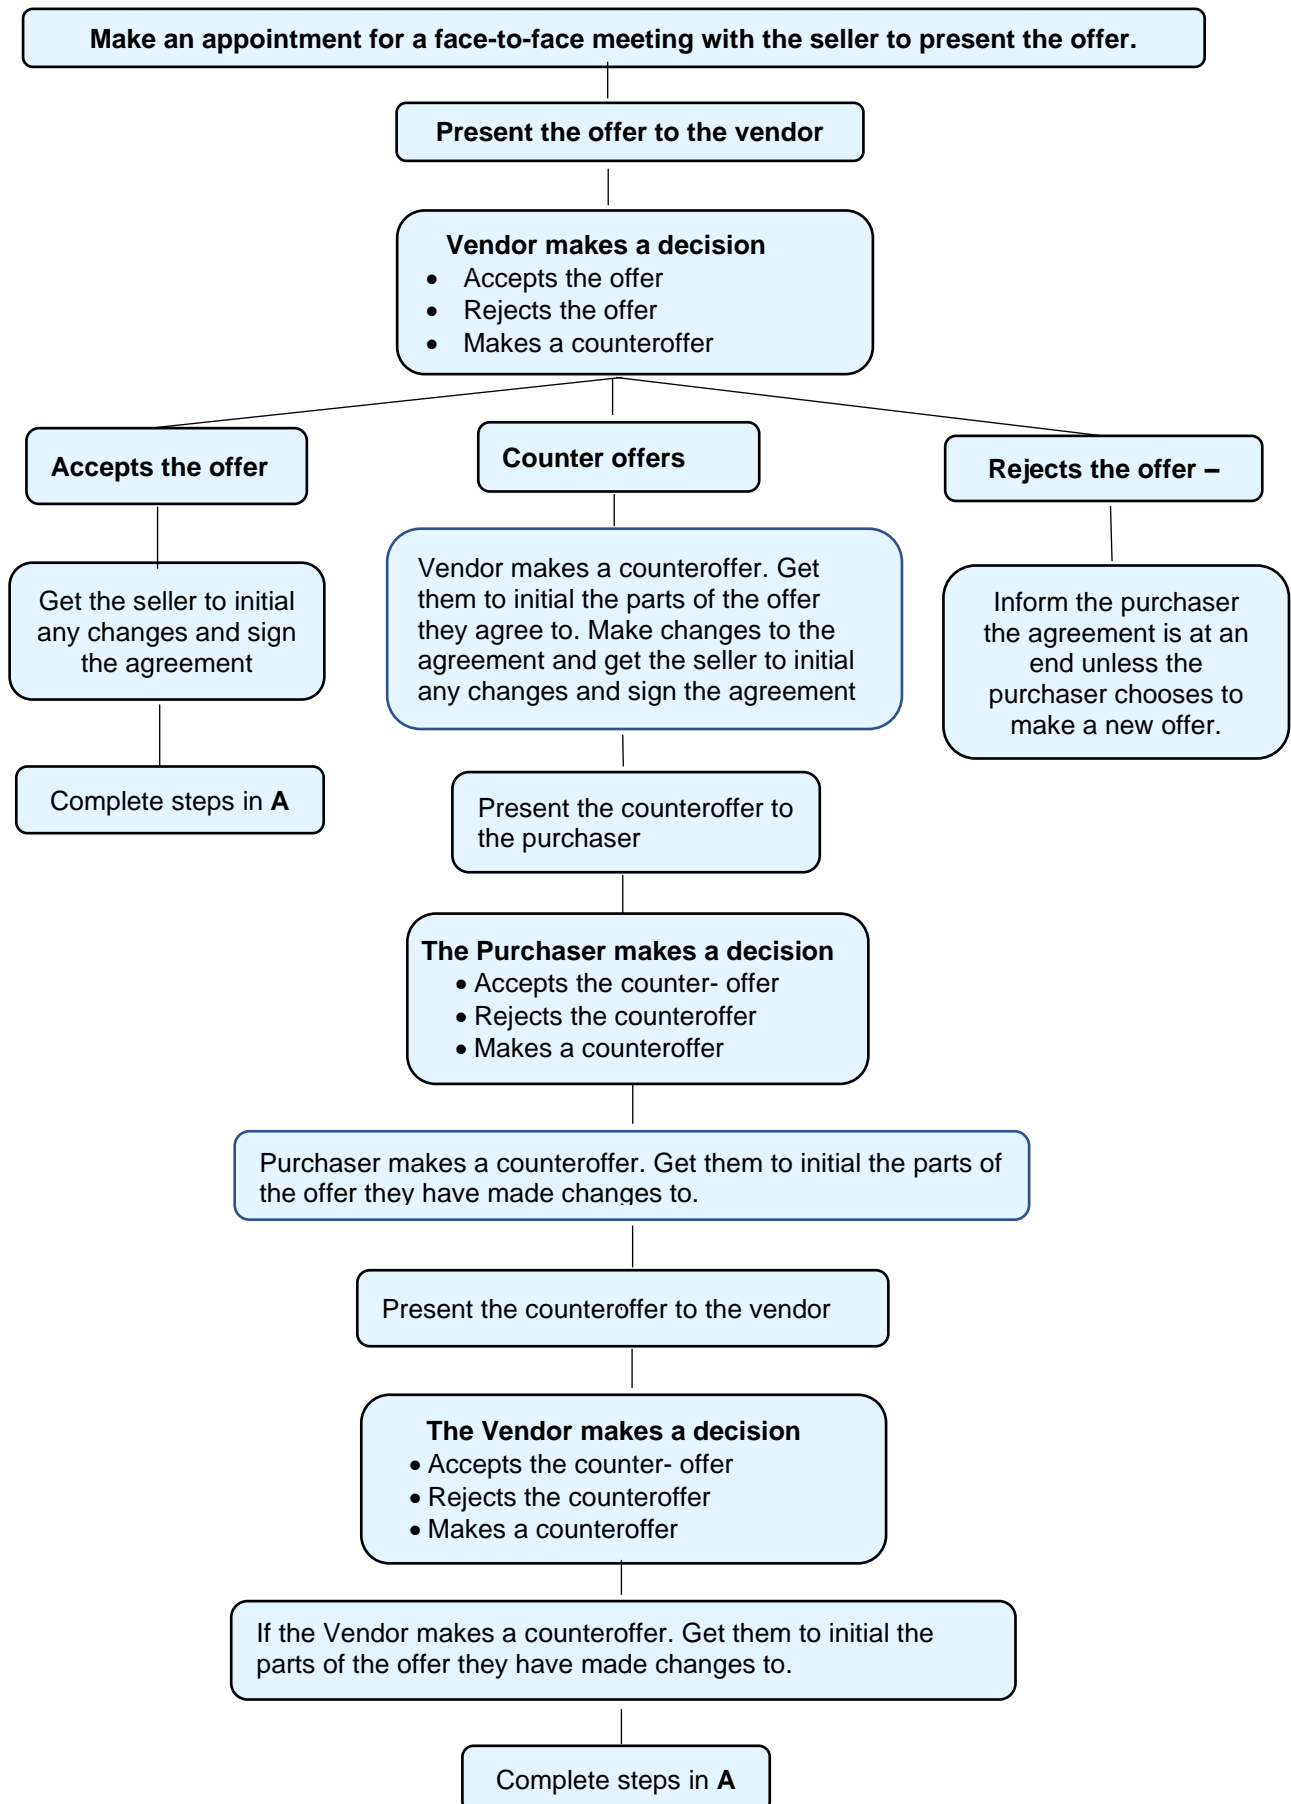 Make an appointment for a face-to-face meeting with the seller to present the offer.
Present the offer to the vendor
Vendor makes a decision
• Accepts the offer
• Rejects the offer
• Makes a counteroffer
Accepts the offer
Get the seller to initial
any changes and sign
the agreement
Complete steps in A
Counter offers
Vendor makes a counteroffer. Get
them to initial the parts of the offer
they agree to. Make changes to the
agreement and get the seller to initial
any changes and sign the agreement
Rejects the offer –
Inform the purchaser
the agreement is at an
end unless the
purchaser chooses to
make a new offer.
Present the counteroffer to
the purchaser
The Purchaser makes a decision
• Accepts the counter- offer
• Rejects the counteroffer
• Makes a counteroffer
Purchaser makes a counteroffer. Get them to initial the parts of
the offer they have made changes to.
Present the counteroffer to the vendor
The Vendor makes a decision
• Accepts the counter- offer
• Rejects the counteroffer
• Makes a counteroffer
If the Vendor makes a counteroffer. Get them to initial the
parts of the offer they have made changes to.
Complete steps in A